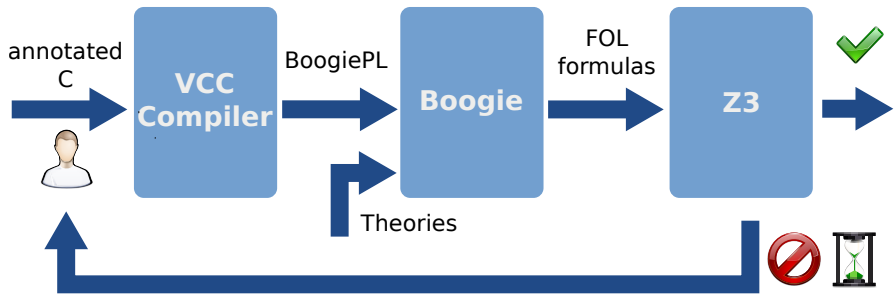 annotated
C
VCC
Compiler
BoogiePL
Boogie
Theories
FOL
formulas
Z3